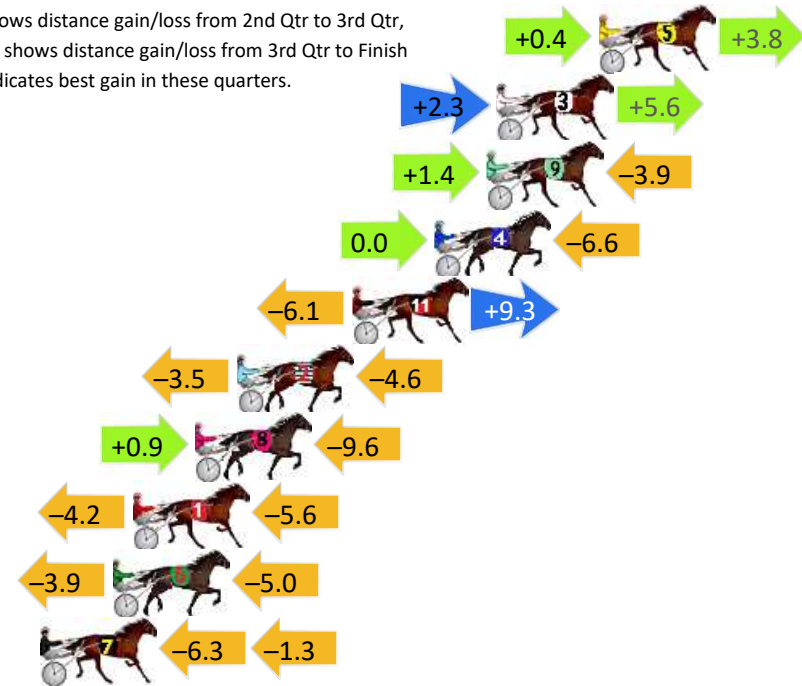 ows distance gain/loss from 2nd Qtr to 3rd Qtr,
shows distance gain/loss from 3rd Qtr to Finish
dicates best gain in these quarters.
+0.4 5 +3.8
+2.3 3 +5.6
+1.4 9 –3.9
0.0 4 –6.6
–6.1 11 +9.3
–3.5 2 –4.6
+0.9 8 –9.6
–4.2 1 –5.6
–3.9 6 –5.0
7 –6.3 –1.3